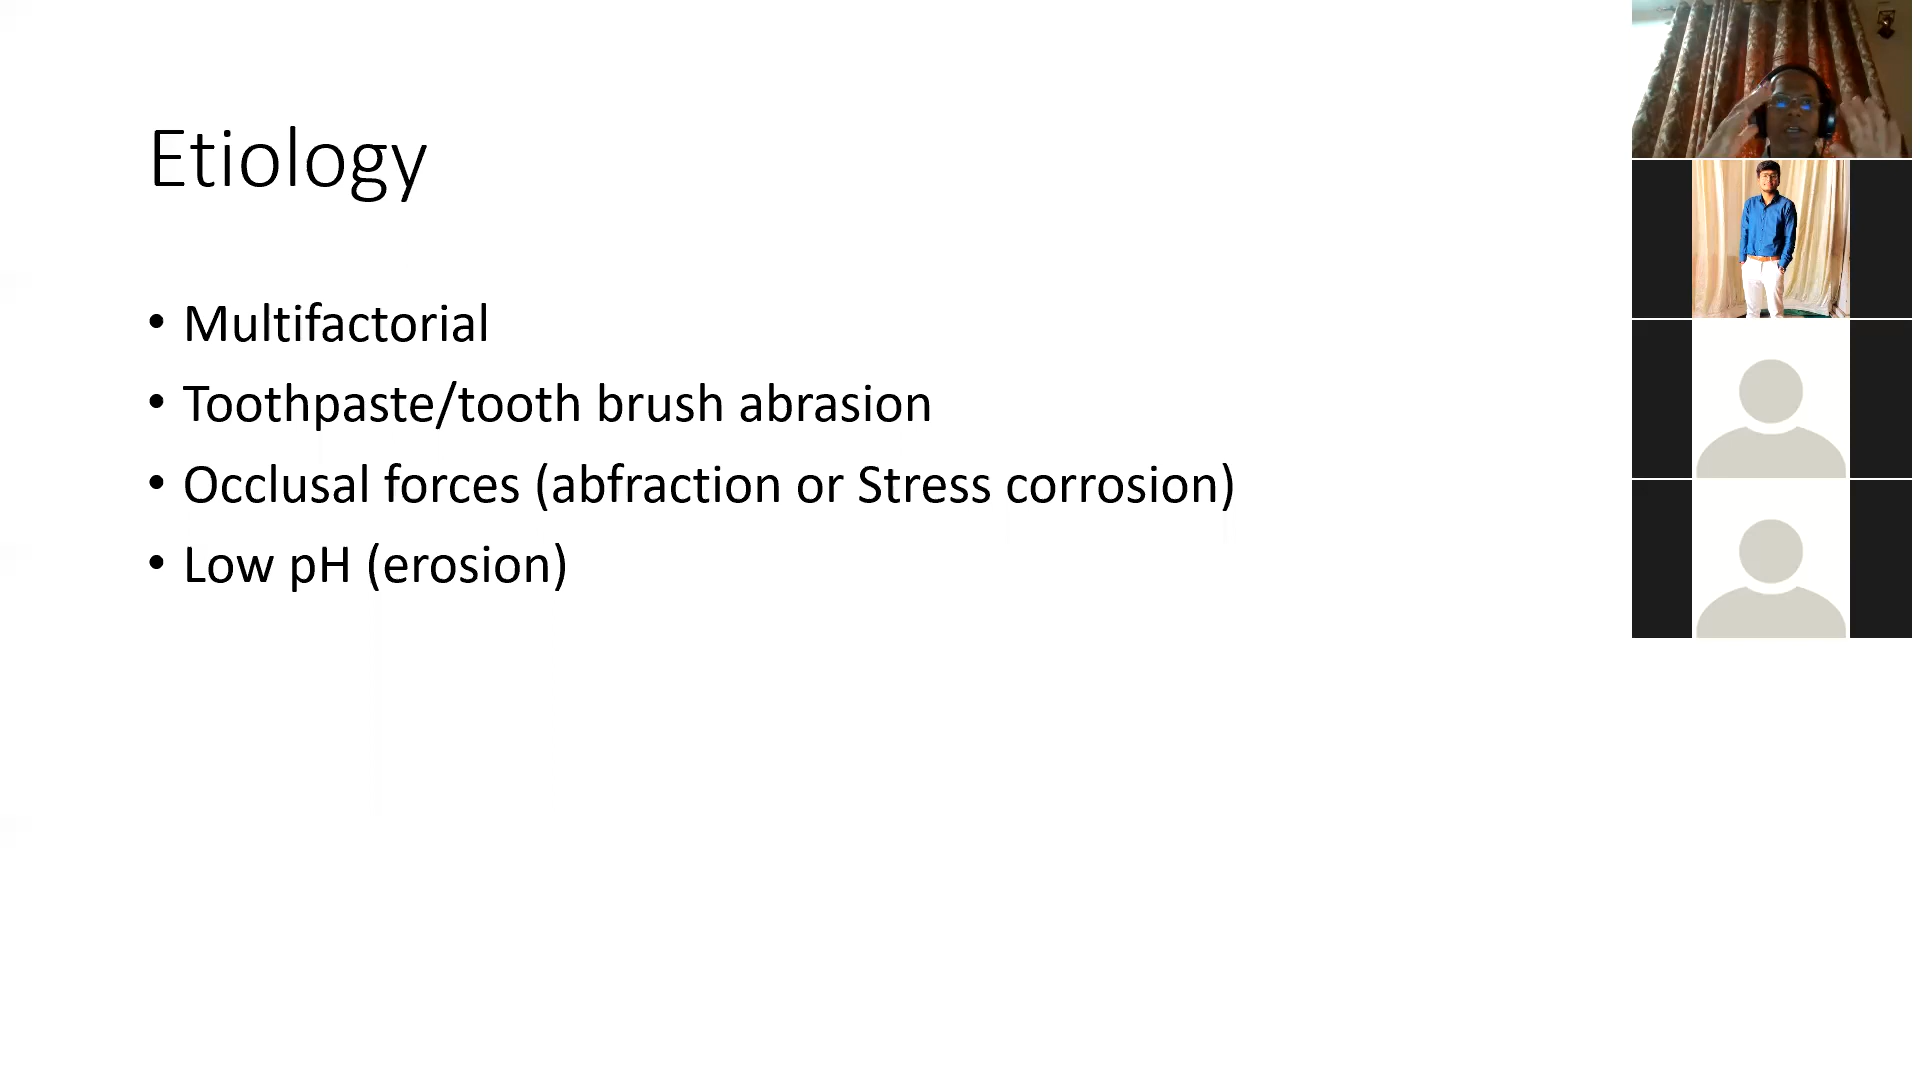 Etiology
• Multifactorial
• Toothpaste/tooth brush abrasion
• Occlusal forces (abfraction or Stress corrosion)
• Low pH (erosion)